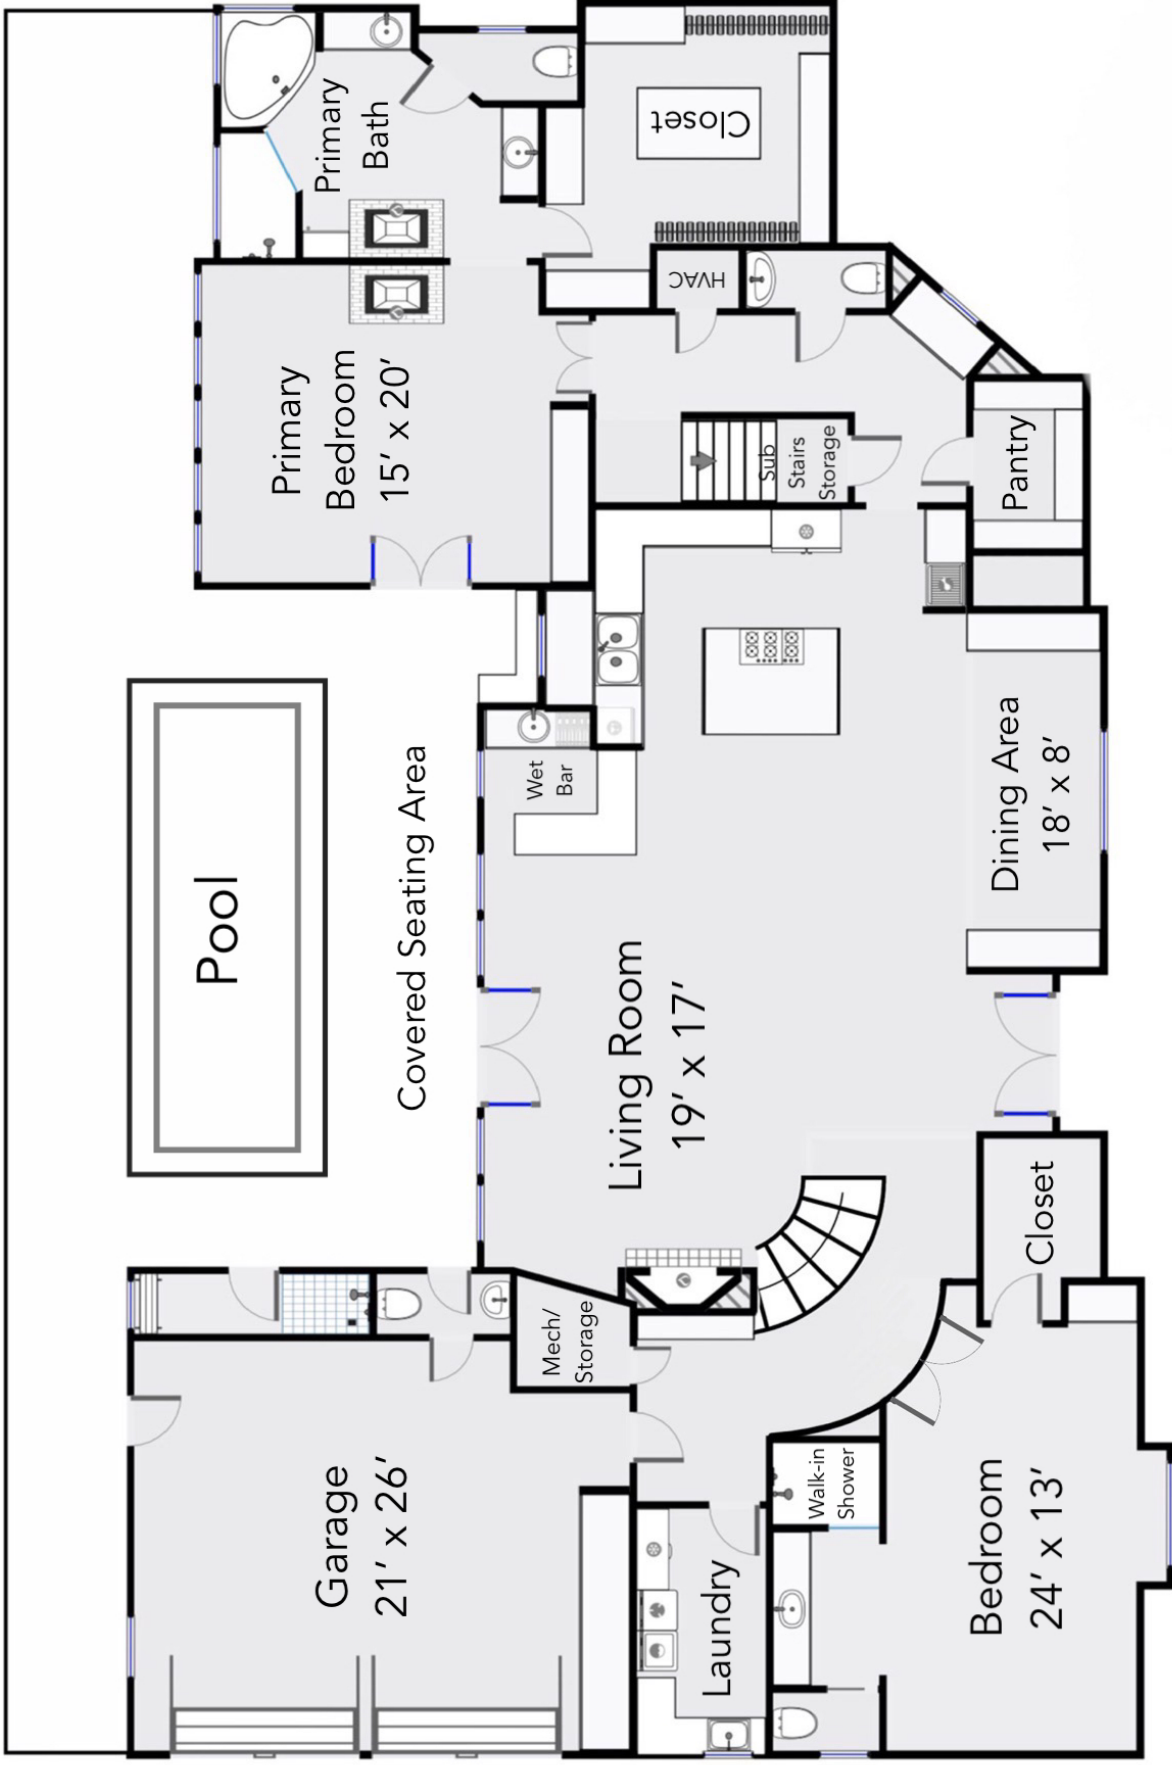 Primary
Bath
Closet
HVAC
Primary
Bedroom
15' x 20'
Sub
Stairs
Storage
Pantry
Pool
Covered Seating Area
Wet
Bar
Dining Area
18' x 8'
Living Room
19' x 17'
Closet
Mech/
Storage
Garage
21' x 26'
Walk-in
Shower
Laundry
Bedroom
24' x 13'